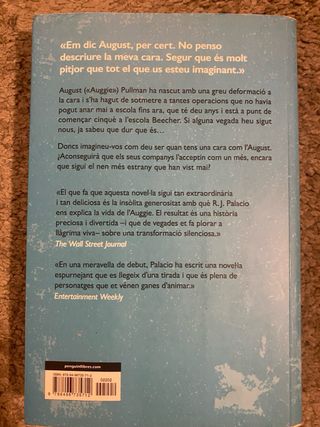 «Em dic August, per cert. No penso
descriure la meva cara. Segur que és molt
pitjor que tot el que us esteu imaginant.»
August («Auggie») Pullman ha nascut amb una greu deformació a
la cara i s'ha hagut de sotmetre a tantes operacions que no havia
pogut anar mai a escola fins ara, que té deu anys i està a punt de
començar cinquè a l'escola Beecher. Si alguna vegada heu sigut
nous, ja sabeu que dur que és…
Doncs imagineu-vos com deu ser quan tens una cara com l'August.
¿Aconseguirà que els seus companys l'acceptin com un més, encara
que sigui el nen més estrany que han vist mai?
«El que fa que aquesta novel·la sigui tan extraordinària
i tan deliciosa és la insòlita generositat amb què R. J. Palacio
ens explica la vida de l'Auggie. El resultat és una història
preciosa i divertida –i que de vegades et fa plorar a
llàgrima viva– sobre una transformació silenciosa.»
The Wall Street Journal
«En una meravella de debut, Palacio ha escrit una novel·la
espurnejant que es llegeix d'una tirada i que és plena de
personatges que et vénen ganes d'animar.»
Entertainment Weekly
penguinllibres.com